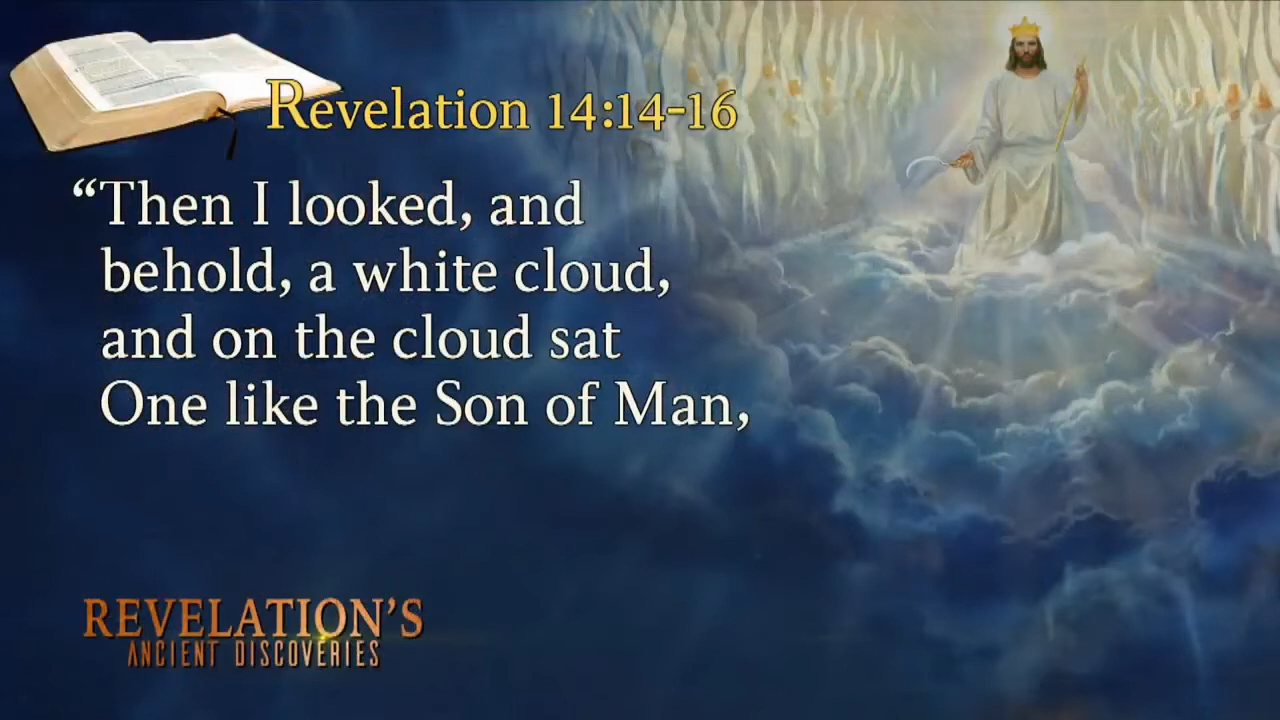 Revelation 14:14-16
“Then I looked, and
behold, a white cloud,
and on the cloud sat
One like the Son of Man,
REVELATION’S
ANCIENT DISCOVERIES